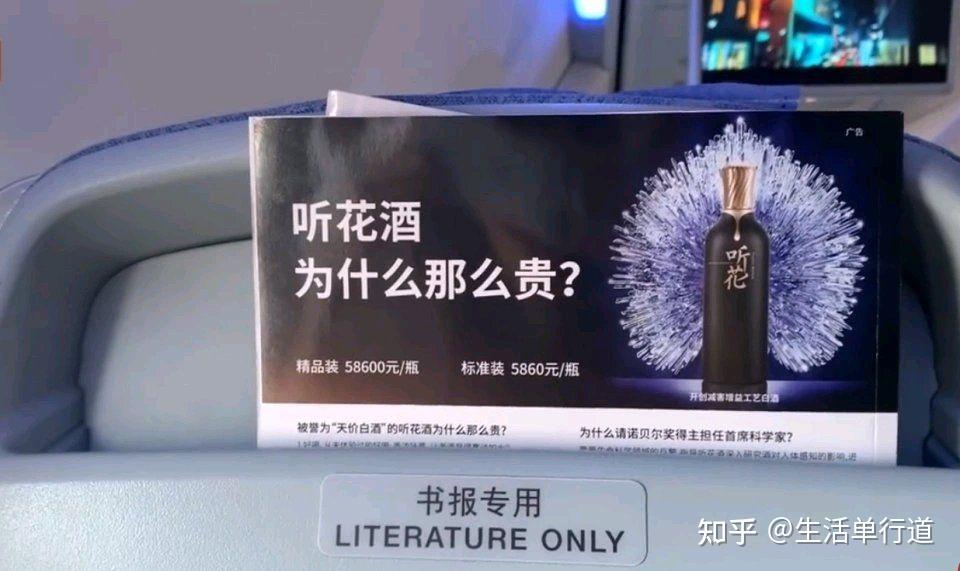 广告
听花酒
为什么那么贵?
听花
精品装 58600元/瓶
标准装 5860元/瓶
开创减害增益工艺白酒
被誉为“天价白酒”的听花酒为什么那么贵?
为什么请诺贝尔奖得主担任首席科学家?
书报专用
LITERATURE ONLY
知乎 @生活单行道